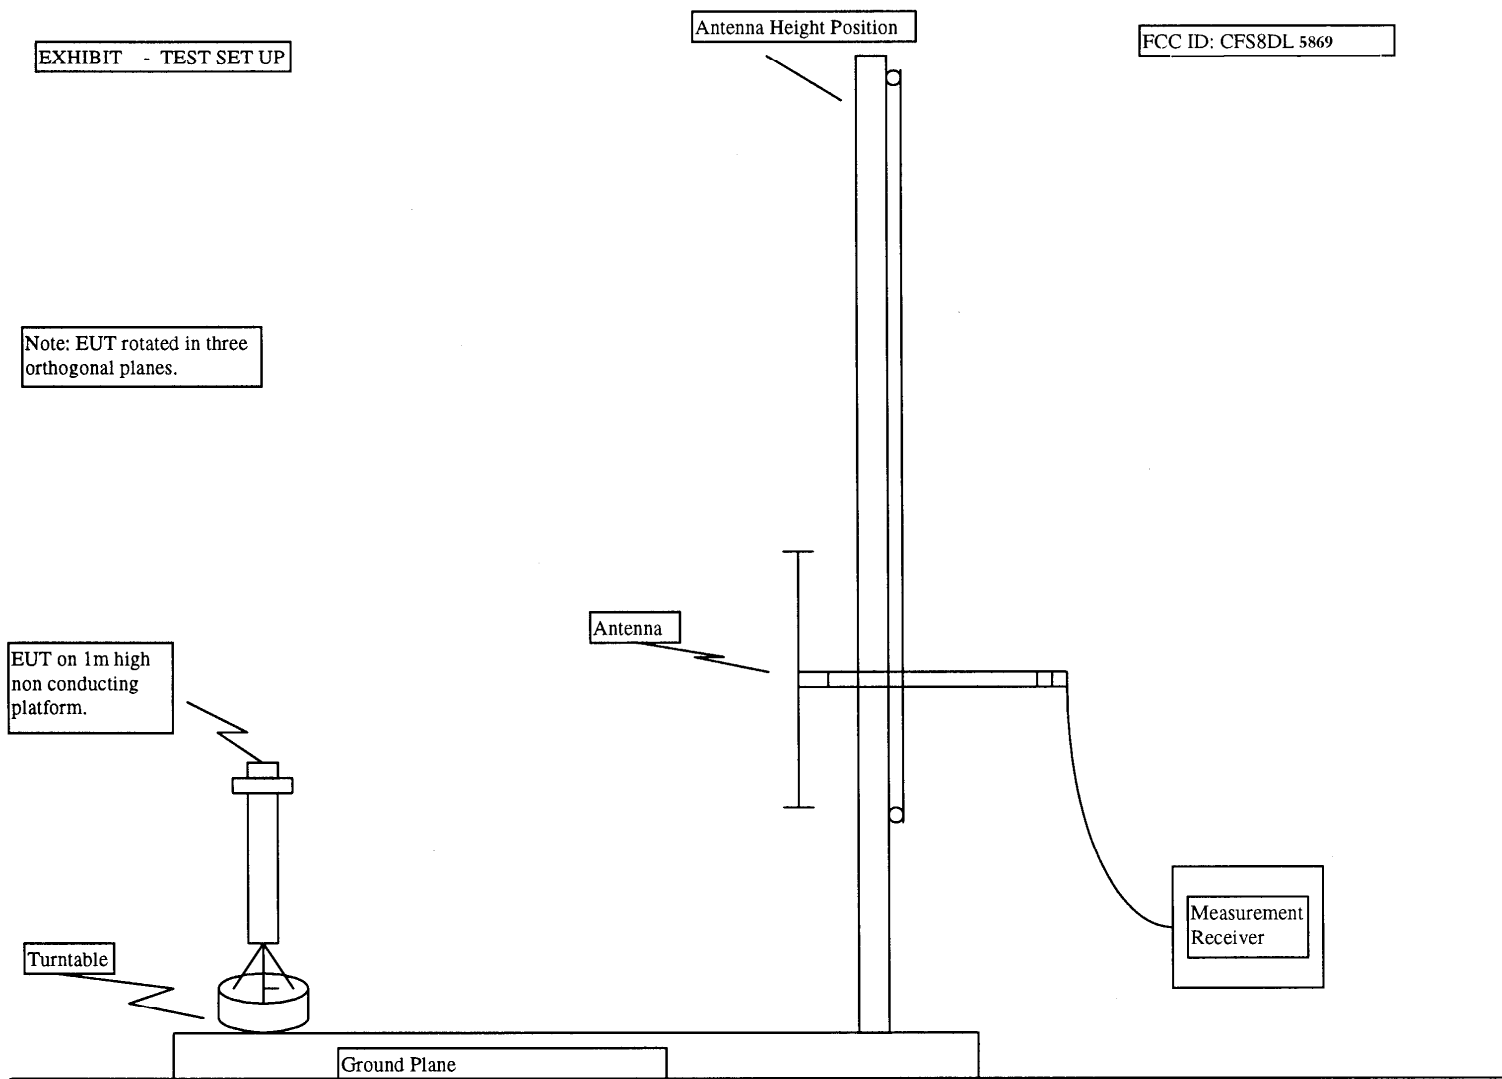 Antenna Height Position
EXHIBIT - TEST SET UP
FCC ID: CFS8DL 5869
Note: EUT rotated in three
orthogonal planes.
Antenna
EUT on 1m high
non conducting
platform.
Measurement
Receiver
Turntable
Ground Plane